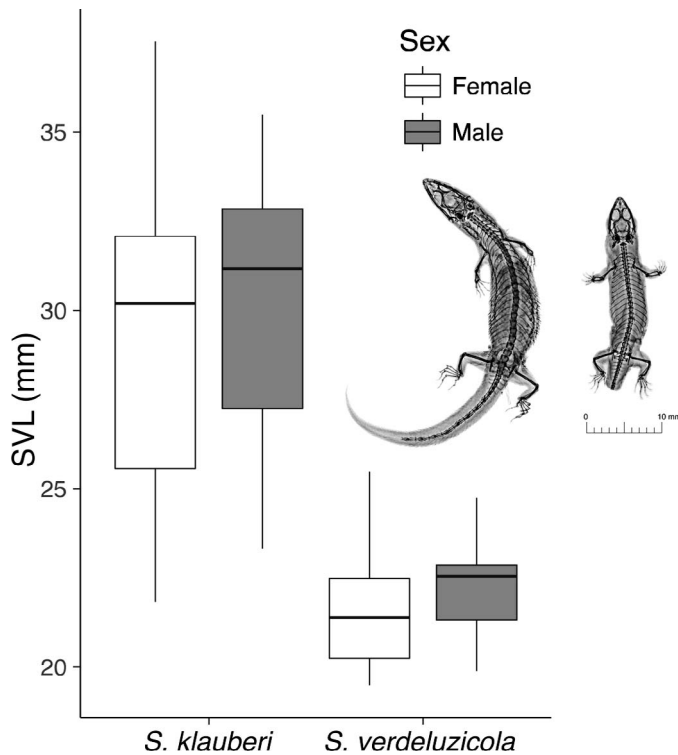 Sex
Female
Male
SVL (mm)
35
30
25
20
0 10 mm
S. klauberi S. verdeluzicola